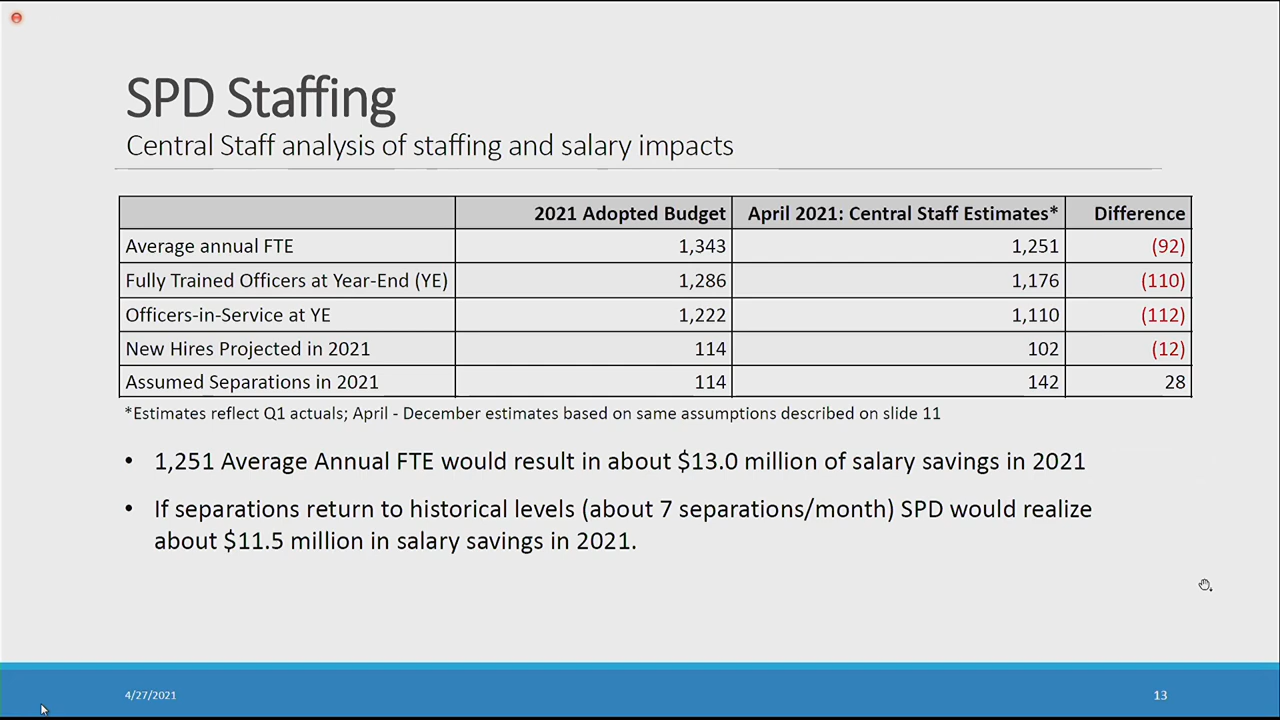 SPD Staffing
Central Staff analysis of staffing and salary impacts
2021 Adopted Budget April 2021: Central Staff Estimates* Difference
Average annual FTE 1,343 1,251 (92)
Fully Trained Officers at Year-End (YE) 1,286 1,176 (110)
Officers-in-Service at YE 1,222 1,110 (112)
New Hires Projected in 2021 114 102 (12)
Assumed Separations in 2021 114 142 28
*Estimates reflect Q1 actuals; April - December estimates based on same assumptions described on slide 11
• 1,251 Average Annual FTE would result in about $13.0 million of salary savings in 2021
• If separations return to historical levels (about 7 separations/month) SPD would realize
about $11.5 million in salary savings in 2021.
4/27/2021 13